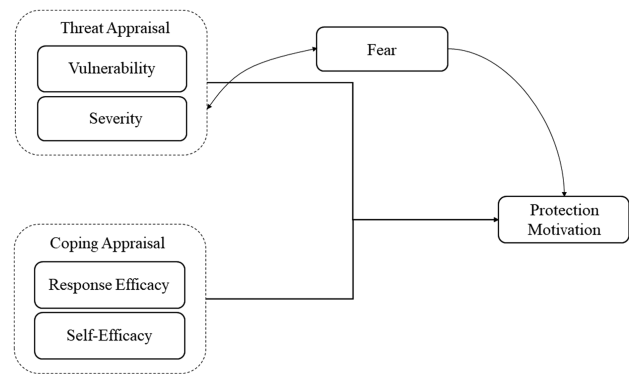 Threat Appraisal
Vulnerability
Severity
Fear
Protection
Motivation
Coping Appraisal
Response Efficacy
Self-Efficacy